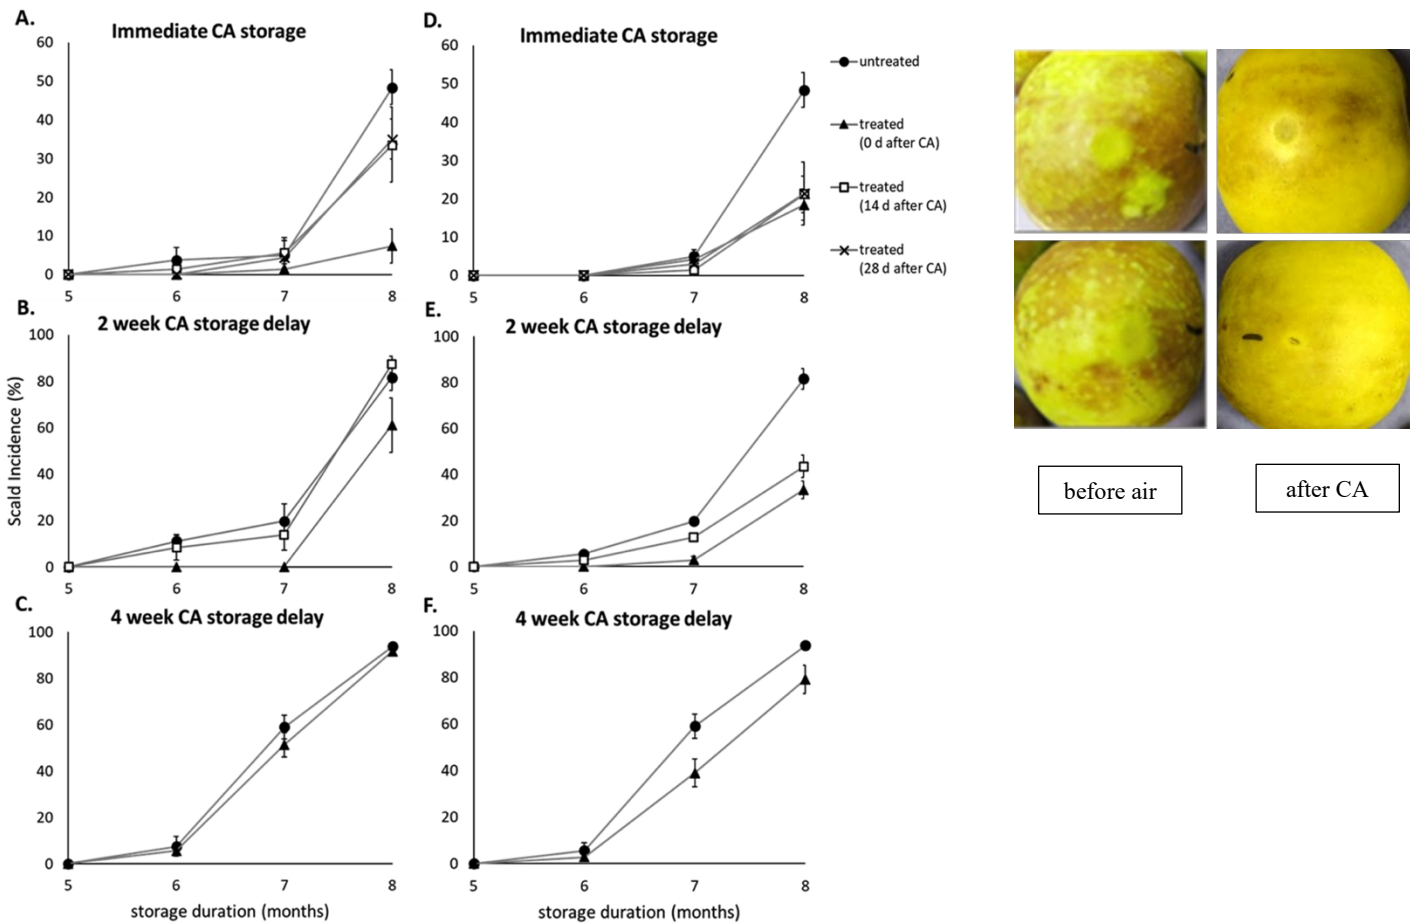 A.
Immediate CA storage
60
50
40
30
20
10
0
5 6 7 8
B.
2 week CA storage delay
100
80
60
40
20
0
5 6 7 8
C.
4 week CA storage delay
100
80
60
40
20
0
5 6 7 8
storage duration (months)
Scald Incidence (%)
D.
Immediate CA storage
60
50
40
30
20
10
0
5 6 7 8
E.
2 week CA storage delay
100
80
60
40
20
0
5 6 7 8
F.
4 week CA storage delay
100
80
60
40
20
0
5 6 7 8
storage duration (months)
untreated
treated
(0 d after CA)
treated
(14 d after CA)
treated
(28 d after CA)
before air
after CA